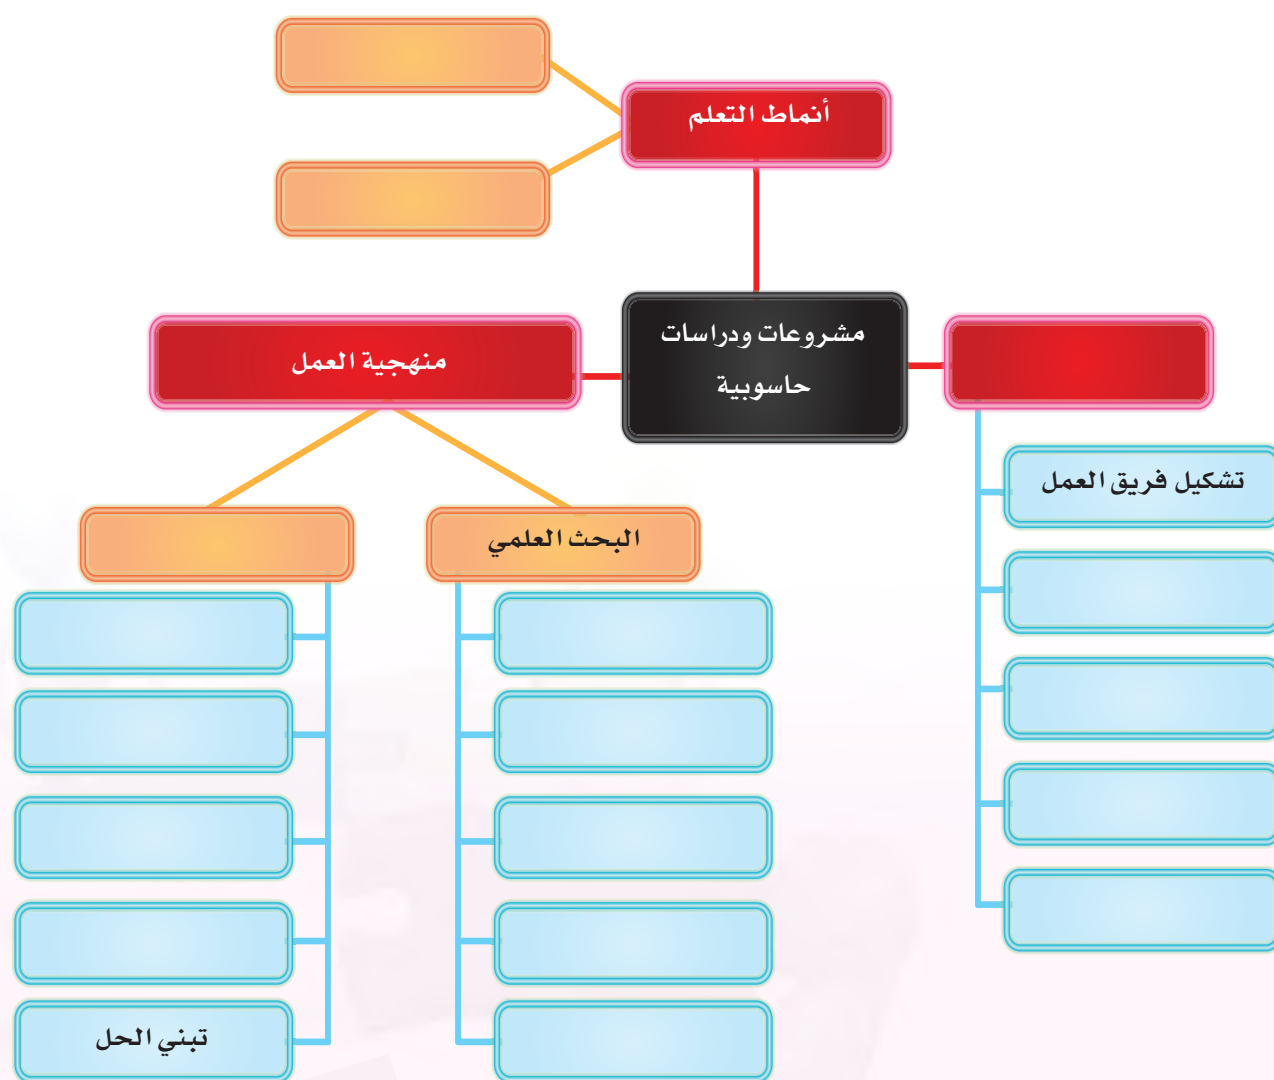 أنماط التعلم
مشروعات ودراسات
حاسوبية
منهجية العمل
تشكيل فريق العمل
البحث العلمي
تبني الحل